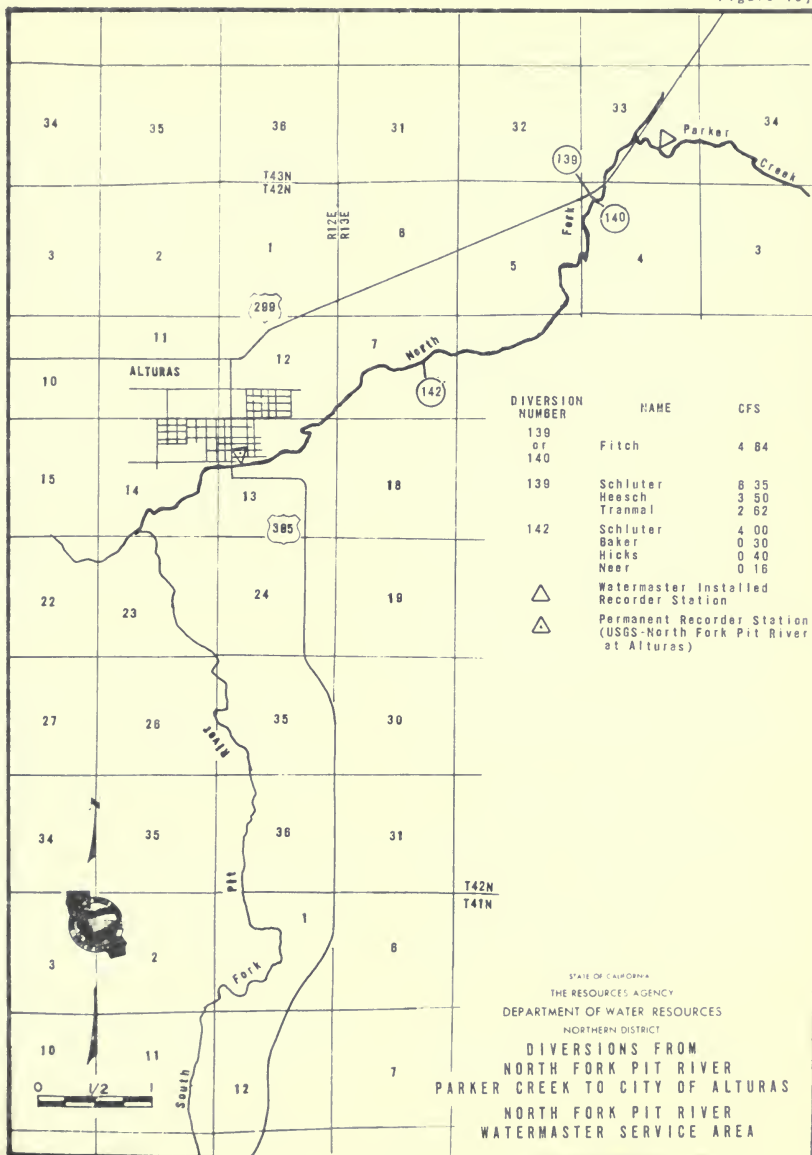 34 35 36 31 32 33 34
Parker
Creek
139
T43N
T42N
140
R12E
R13E
Fork
3 2 1 6 5 4 3
299
11
12
7
North
10
ALTURAS
142
DIVERSION NUMBER NAME CFS
139 or 140 Fitch 4 84
139 Schluter 6 35
Heesch 3 50
Tranmal 2 62
142 Schluter 4 00
Baker 0 30
Hicks 0 40
Neer 0 16
Watermaster Installed
Recorder Station
Permanent Recorder Station
(USGS-North Fork Pit River
at Alturas)
15 14 13 18
395
22 23 24 19
27 26 35 30
River
34 35 36 31
Pit
T42N
T41N
3 2 1 6
Fork
10 11 12 7
South
0 1/2 1
STATE OF CALIFORNIA
THE RESOURCES AGENCY
DEPARTMENT OF WATER RESOURCES
NORTHERN DISTRICT
DIVERSIONS FROM
NORTH FORK PIT RIVER
PARKER CREEK TO CITY OF ALTURAS
NORTH FORK PIT RIVER
WATERMASTER SERVICE AREA